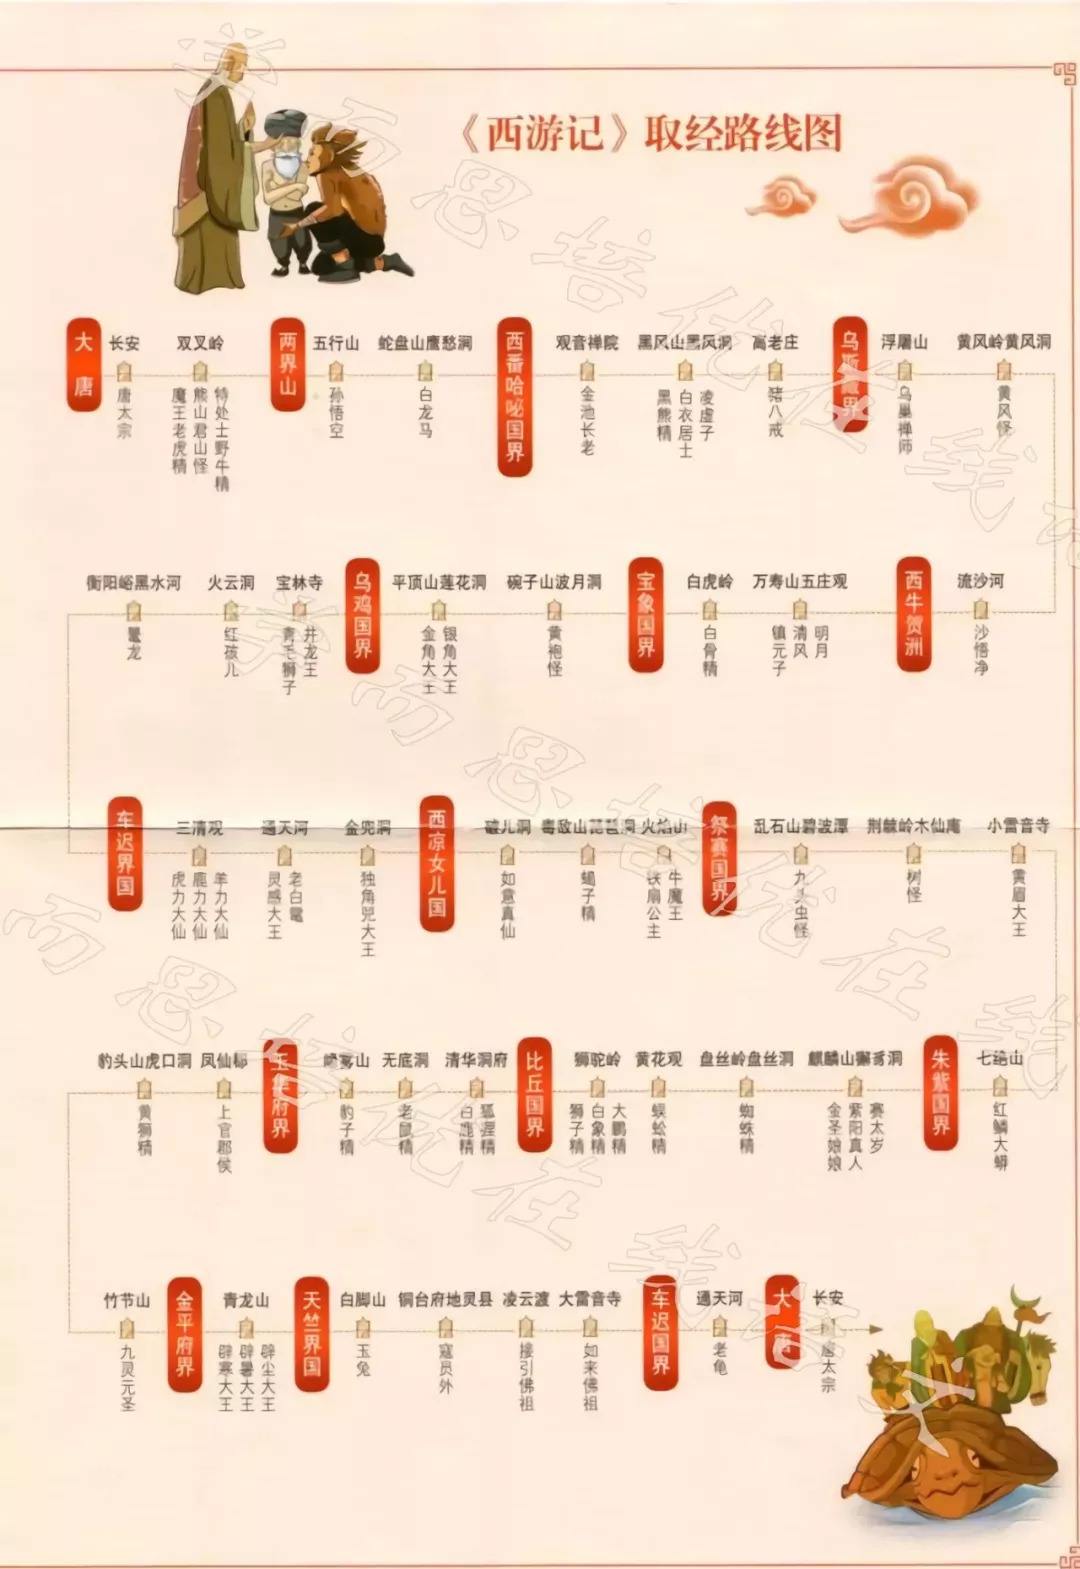 《西游记》取经路线图
大唐
长安
唐太宗
双叉岭
特处士野牛精
熊山君山怪
魔王老虎精
两界山
五行山
孙悟空
蛇盘山鹰愁涧
白龙马
西番哈咇国界
观音禅院
金池长老
黑风山黑风洞
凌虚子
白衣居士
黑熊精
高老庄
猪八戒
乌斯藏界
浮屠山
乌巢禅师
黄风岭黄风洞
黄风怪
衡阳峪黑水河
鼍龙
火云洞
红孩儿
宝林寺
井龙王
青毛狮子
乌鸡国界
平顶山莲花洞
银角大王
金角大王
碗子山波月洞
黄袍怪
宝象国界
白虎岭
白骨精
万寿山五庄观
明月
清风
镇元子
西牛贺洲
流沙河
沙悟净
车迟界国
三清观
羊力大仙
鹿力大仙
虎力大仙
通天河
老白鼋
灵感大王
金兜洞
独角兕大王
西凉女儿国
破儿洞
如意真仙
毒敌山琵琶洞
蝎子精
火焰山
牛魔王
铁扇公主
祭赛国界
乱石山碧波潭
九头虫怪
荆棘岭木仙庵
树怪
小雷音寺
黄眉大王
豹头山虎口洞
黄狮精
凤仙郡
上官郡侯
玉华府界
隐雾山
豹子精
无底洞
老鼠精
清华洞府
狐狸精
白鹿精
比丘国界
狮驼岭
大鹏精
白象精
狮子精
黄花观
蜈蚣精
盘丝岭盘丝洞
蜘蛛精
麒麟山獬豸洞
赛太岁
紫阳真人
金圣娘娘
朱紫国界
七绝山
红鳞大蟒
竹节山
九灵元圣
金平府界
青龙山
辟尘大王
辟暑大王
辟寒大王
天竺界国
白脚山
玉兔
铜台府地灵县
寇员外
凌云渡
接引佛祖
大雷音寺
如来佛祖
车迟国界
通天河
老龟
大唐
长安
唐太宗
学而思培优在
学而思培优在
而思培优在